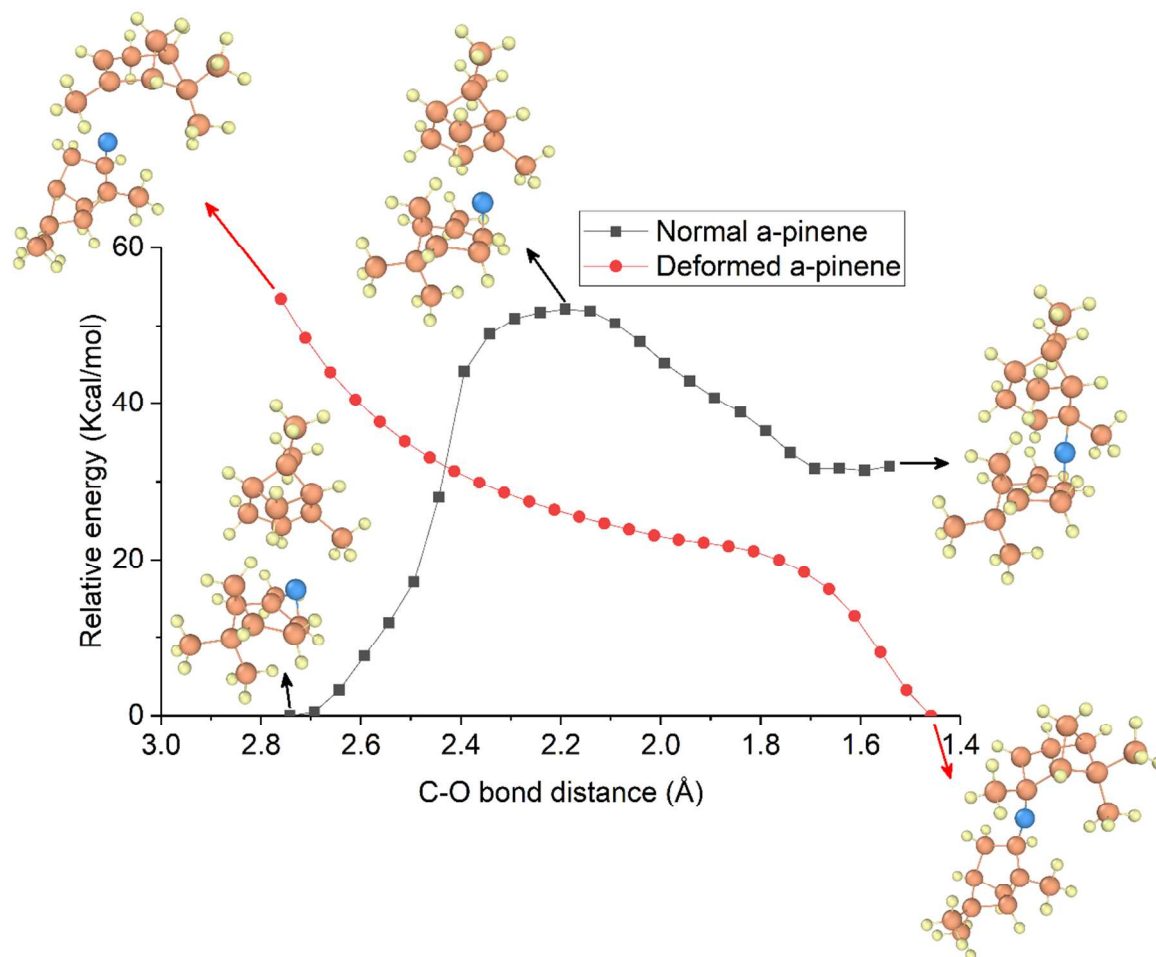 Normal a-pinene
Deformed a-pinene
60
40
20
0
Relative energy (Kcal/mol)
3.0 2.8 2.6 2.4 2.2 2.0 1.8 1.6 1.4
C-O bond distance (Å)